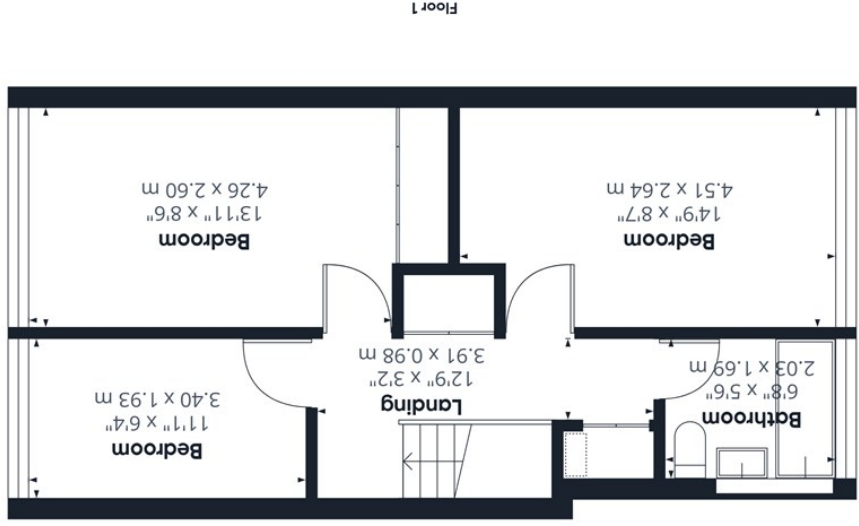 Bathroom
6'8" x 5'6"
2.03 x 1.69 m
Landing
12'9" x 3'2"
3.91 x 0.98 m
Bedroom
11'1" x 6'4"
3.40 x 1.93 m
Bedroom
14'9" x 8'7"
4.51 x 2.64 m
Bedroom
13'11" x 8'6"
4.26 x 2.60 m
Floor 1